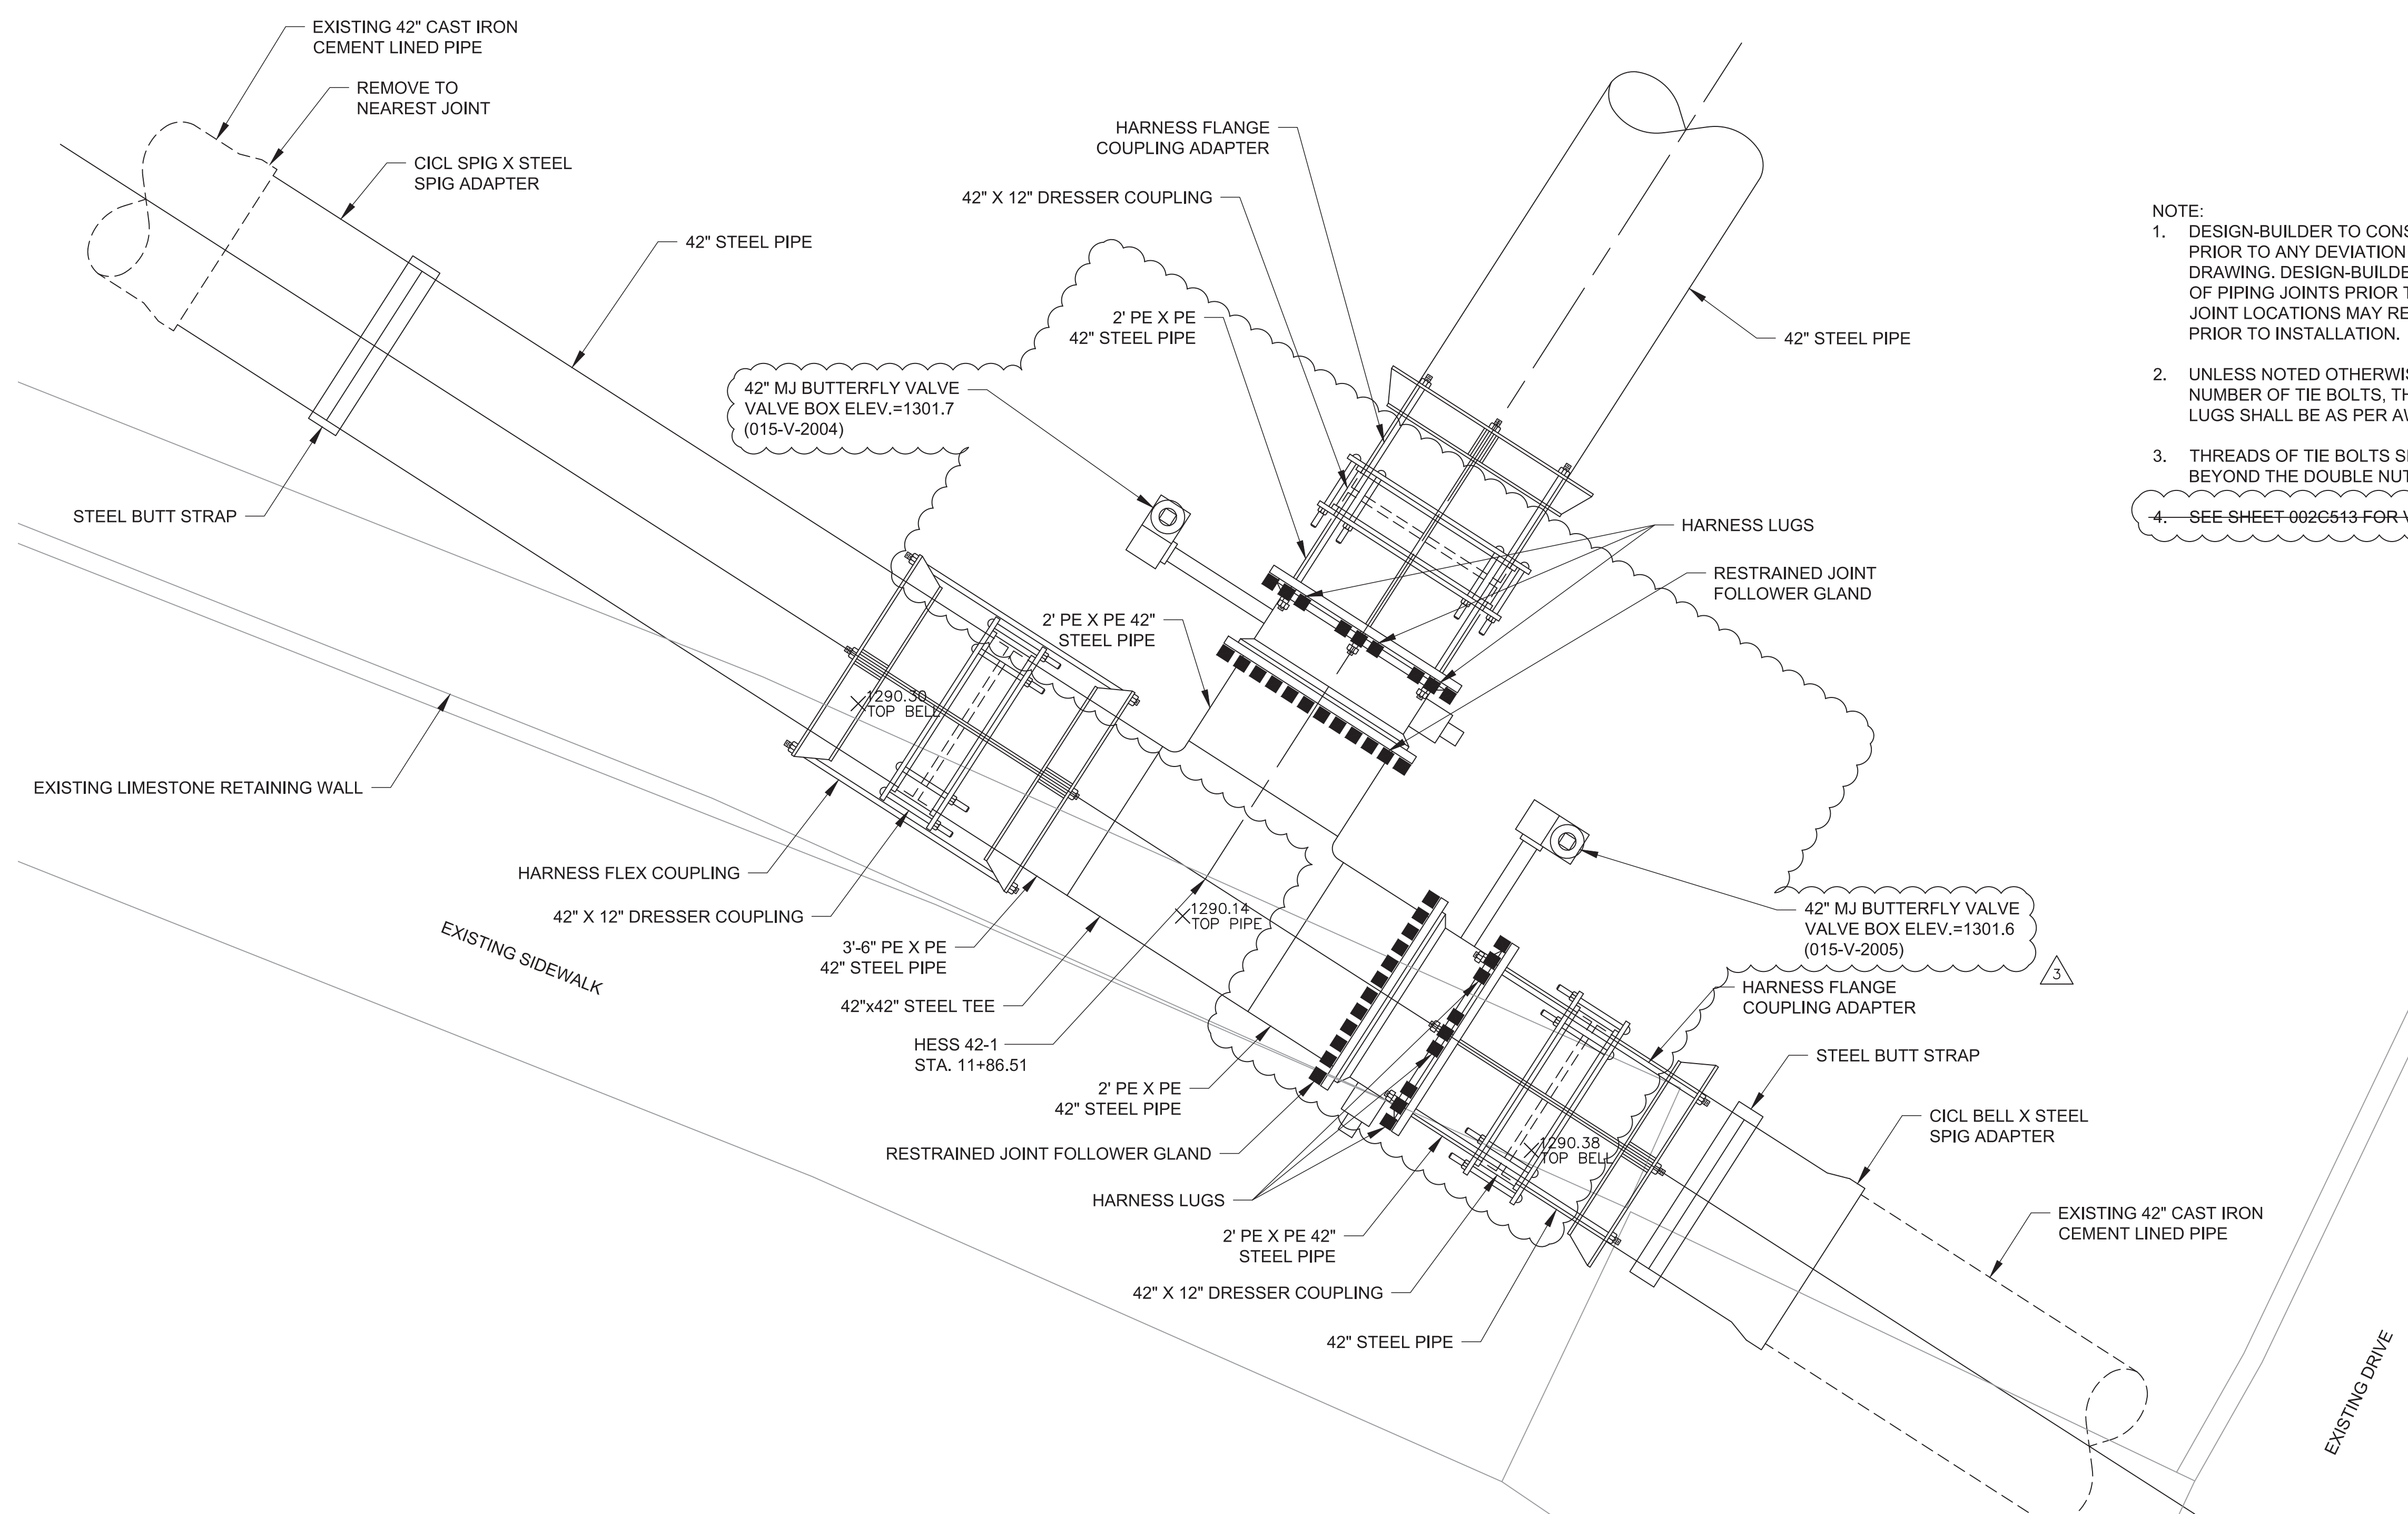 EXISTING 42" CAST IRON
CEMENT LINED PIPE
REMOVE TO
NEAREST JOINT
CICL SPIG X STEEL
SPIG ADAPTER
42" STEEL PIPE
HARNESS FLANGE
COUPLING ADAPTER
42" X 12" DRESSER COUPLING
2' PE X PE
42" STEEL PIPE
42" MJ BUTTERFLY VALVE
VALVE BOX ELEV.=1301.7
(015-V-2004)
42" STEEL PIPE
NOTE:
1. DESIGN-BUILDER TO
PRIOR TO ANY DEVIATION
DRAWING.
OF PIPING JOINTS PRIOR
JOINT LOCATIONS MAY
PRIOR TO INSTALLATION.
2. UNLESS NOTED
NUMBER OF TIE BOLTS,
LUGS SHALL BE AS PER
3. THREADS OF TIE BOLTS
BEYOND THE DOUBLE
4. SEE SHEET 002C513 FOR
STEEL BUTT STRAP
HARNESS LUGS
RESTRAINED JOINT
FOLLOWER GLAND
2' PE X PE 42"
STEEL PIPE
1290.30
TOP BELL
EXISTING LIMESTONE RETAINING WALL
HARNESS FLEX COUPLING
42" X 12" DRESSER COUPLING
EXISTING SIDEWALK
3'-6" PE X PE
42" STEEL PIPE
42"x42" STEEL TEE
1290.14
TOP PIPE
HESS 42-1
STA. 11+86.51
42" MJ BUTTERFLY VALVE
VALVE BOX ELEV.=1301.6
(015-V-2005)
3
HARNESS FLANGE
COUPLING ADAPTER
STEEL BUTT STRAP
2' PE X PE
42" STEEL PIPE
CICL BELL X STEEL
SPIG ADAPTER
RESTRAINED JOINT FOLLOWER GLAND
1290.38
TOP BELL
HARNESS LUGS
2' PE X PE 42"
STEEL PIPE
EXISTING 42" CAST IRON
CEMENT LINED PIPE
42" X 12" DRESSER COUPLING
42" STEEL PIPE
EXISTING DRIVE